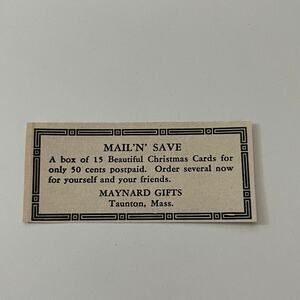 MAIL'N' SAVE
A box of 15 Beautiful Christmas Cards for
only 50 cents postpaid. Order several now
for yourself and your friends.
MAYNARD GIFTS
Taunton, Mass.